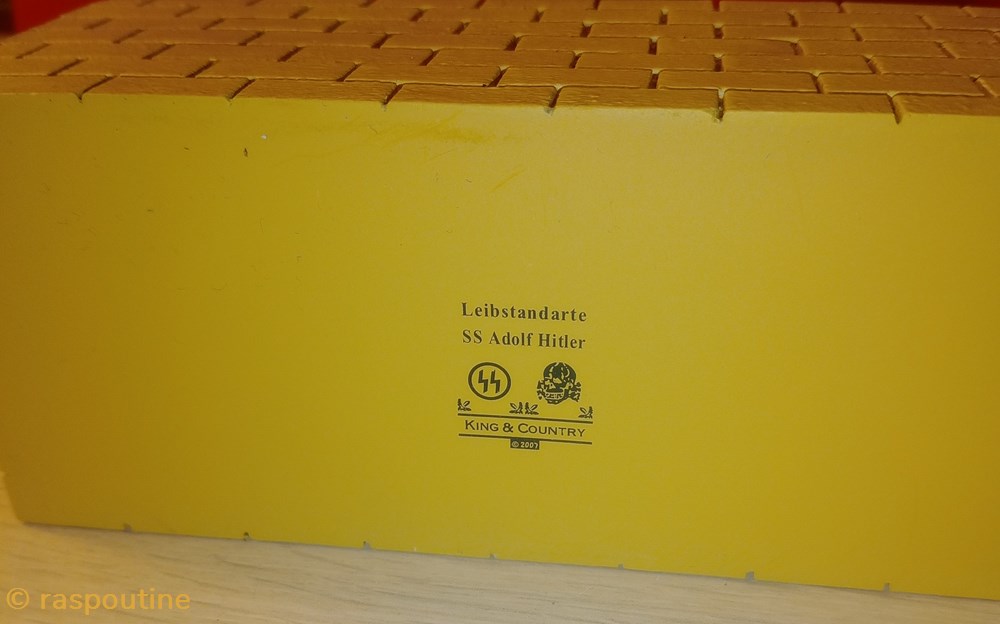 Leibstandarte
SS Adolf Hitler
KING & COUNTRY
© 2007
© raspoutine